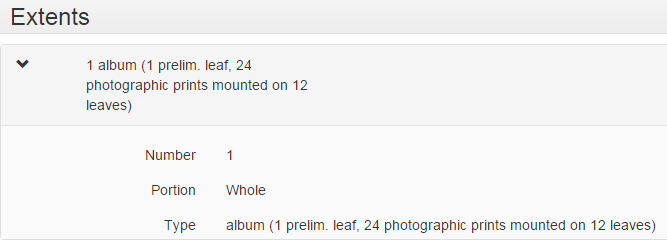 Extents
1 album (1 prelim. leaf, 24
photographic prints mounted on 12
leaves)
Number 1
Portion Whole
Type album (1 prelim. leaf, 24 photographic prints mounted on 12 leaves)